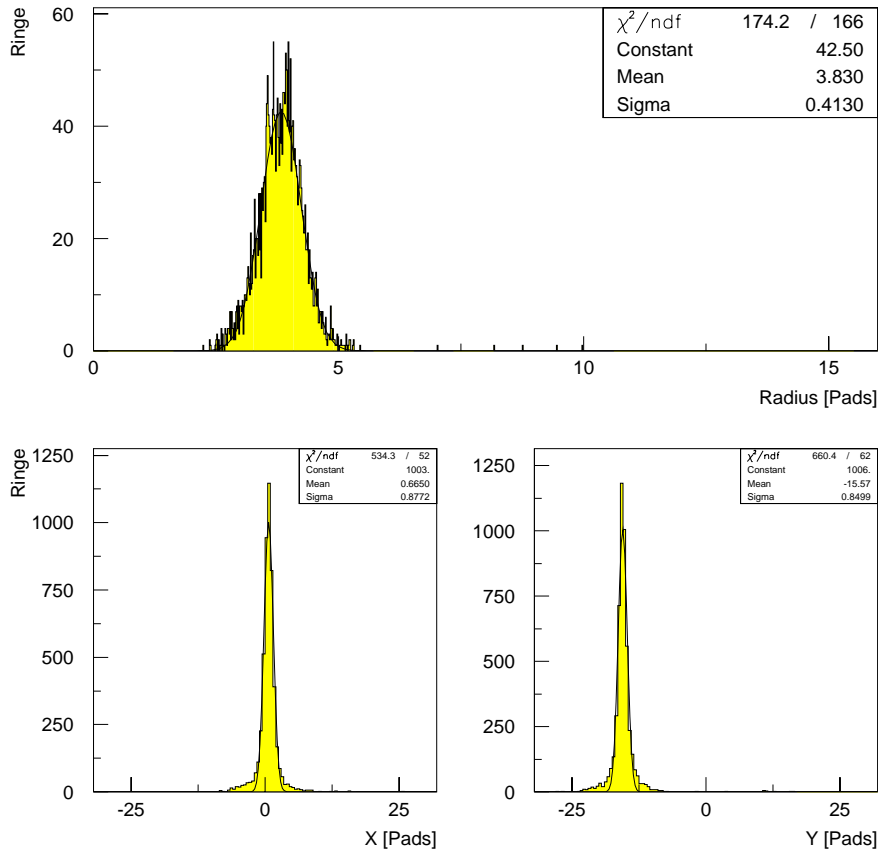 Ringe
60
40
20
0
0 5 10 15
Radius [Pads]
χ²/ndf 174.2 / 166
Constant 42.50
Mean 3.830
Sigma 0.4130
Ringe
1250
1000
750
500
250
0
-25 0 25
X [Pads]
χ²/ndf 534.3 / 52
Constant 1003.
Mean 0.6650
Sigma 0.8772
1250
1000
750
500
250
0
-25 0 25
Y [Pads]
χ²/ndf 660.4 / 62
Constant 1006.
Mean -15.57
Sigma 0.8499